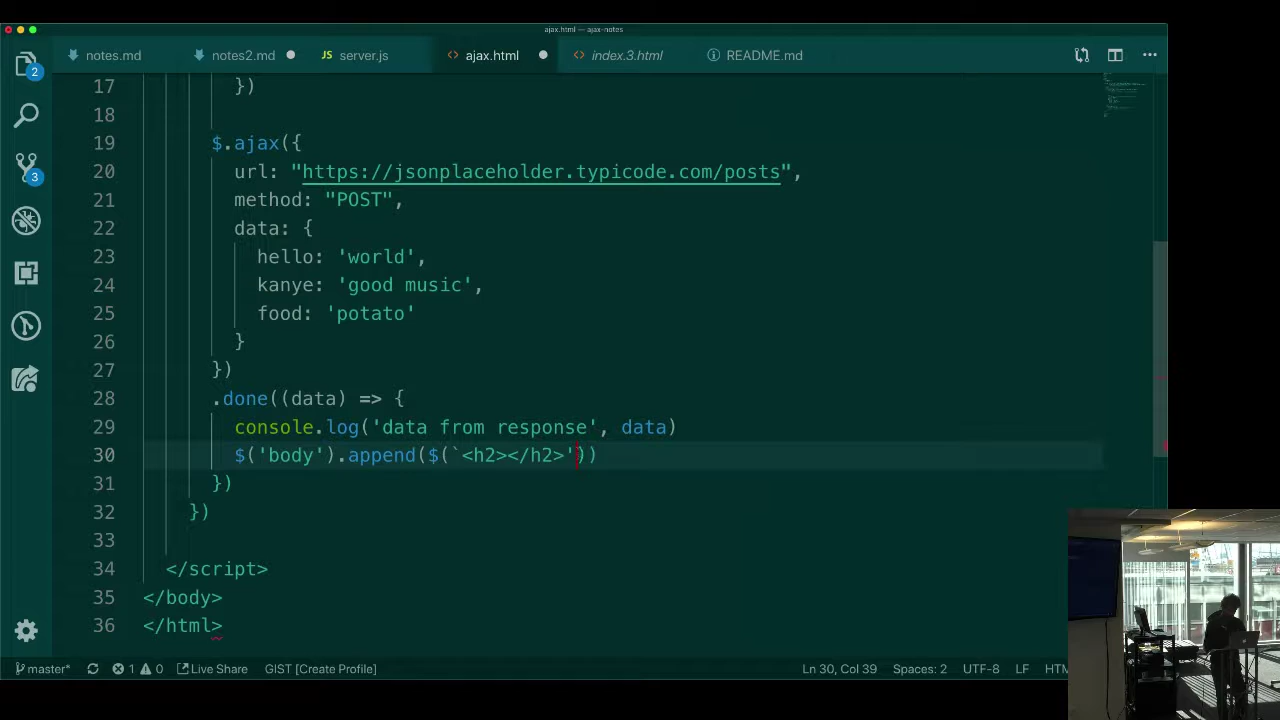 ajax.html — ajax-notes
notes.md
notes2.md
JS server.js
<> ajax.html
<> index.3.html
README.md
2
3
17 })
18
19 $.ajax({
20 url: "https://jsonplaceholder.typicode.com/posts",
21 method: "POST",
22 data: {
23 hello: 'world',
24 kanye: 'good music',
25 food: 'potato'
26 }
27 })
28 .done((data) => {
29 console.log('data from response', data)
30 $('body').append($(`<h2></h2>'))
31 })
32 })
33
34 </script>
35 </body>
36 </html>
master* 1 0 Live Share GIST [Create Profile] Ln 30, Col 39 Spaces: 2 UTF-8 LF HTM